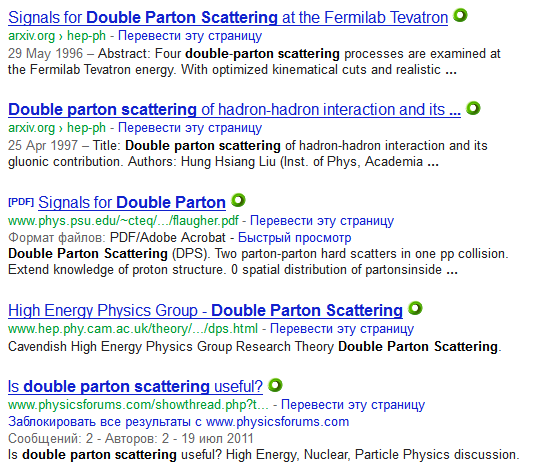 Signals for Double Parton Scattering at the Fermilab Tevatron
arxiv.org › hep-ph - Перевести эту страницу
29 May 1996 – Abstract: Four double-parton scattering processes are examined at
the Fermilab Tevatron energy. With optimized kinematical cuts and realistic ...
Double parton scattering of hadron-hadron interaction and its ...
arxiv.org › hep-ph - Перевести эту страницу
25 Apr 1997 – Title: Double parton scattering of hadron-hadron interaction and its
gluonic contribution. Authors: Hung Hsiang Liu (Inst. of Phys, Academia ...
[PDF] Signals for Double Parton
www.phys.psu.edu/~cteq/.../flaugher.pdf - Перевести эту страницу
Формат файлов: PDF/Adobe Acrobat - Быстрый просмотр
Double Parton Scattering (DPS). Two parton-parton hard scatters in one pp collision.
Extend knowledge of proton structure. 0 spatial distribution of partonsinside ...
High Energy Physics Group - Double Parton Scattering
www.hep.phy.cam.ac.uk/theory/.../dps.html - Перевести эту страницу
Cavendish High Energy Physics Group Research Theory Double Parton Scattering.
Is double parton scattering useful?
www.physicsforums.com/showthread.php?t... - Перевести эту страницу
Заблокировать все результаты с www.physicsforums.com
Сообщений: 2 - Авторов: 2 - 19 июл 2011
Is double parton scattering useful? High Energy, Nuclear, Particle Physics discussion.